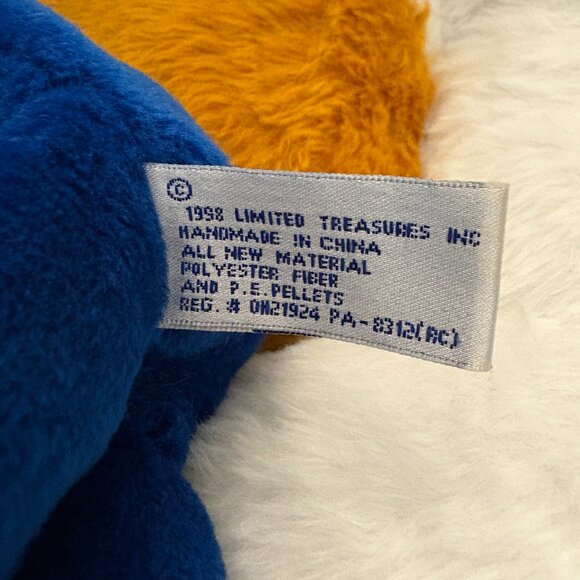 ©
1998 LIMITED TREASURES INC
HANDMADE IN CHINA
ALL NEW MATERIAL
POLYESTER FIBER
AND P.E.PELLETS
REG. # ON21924 PA-8312(RC)